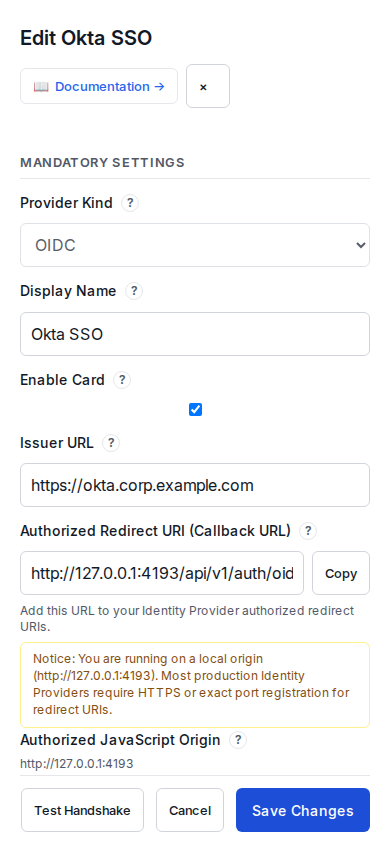 Edit Okta SSO
📖 Documentation →
×
MANDATORY SETTINGS
Provider Kind ?
OIDC
Display Name ?
Okta SSO
Enable Card ?
Issuer URL ?
https://okta.corp.example.com
Authorized Redirect URI (Callback URL) ?
http://127.0.0.1:4193/api/v1/auth/oid
Copy
Add this URL to your Identity Provider authorized redirect
URIs.
Notice: You are running on a local origin
(http://127.0.0.1:4193). Most production Identity
Providers require HTTPS or exact port registration for
redirect URIs.
Authorized JavaScript Origin ?
http://127.0.0.1:4193
Test Handshake
Cancel
Save Changes